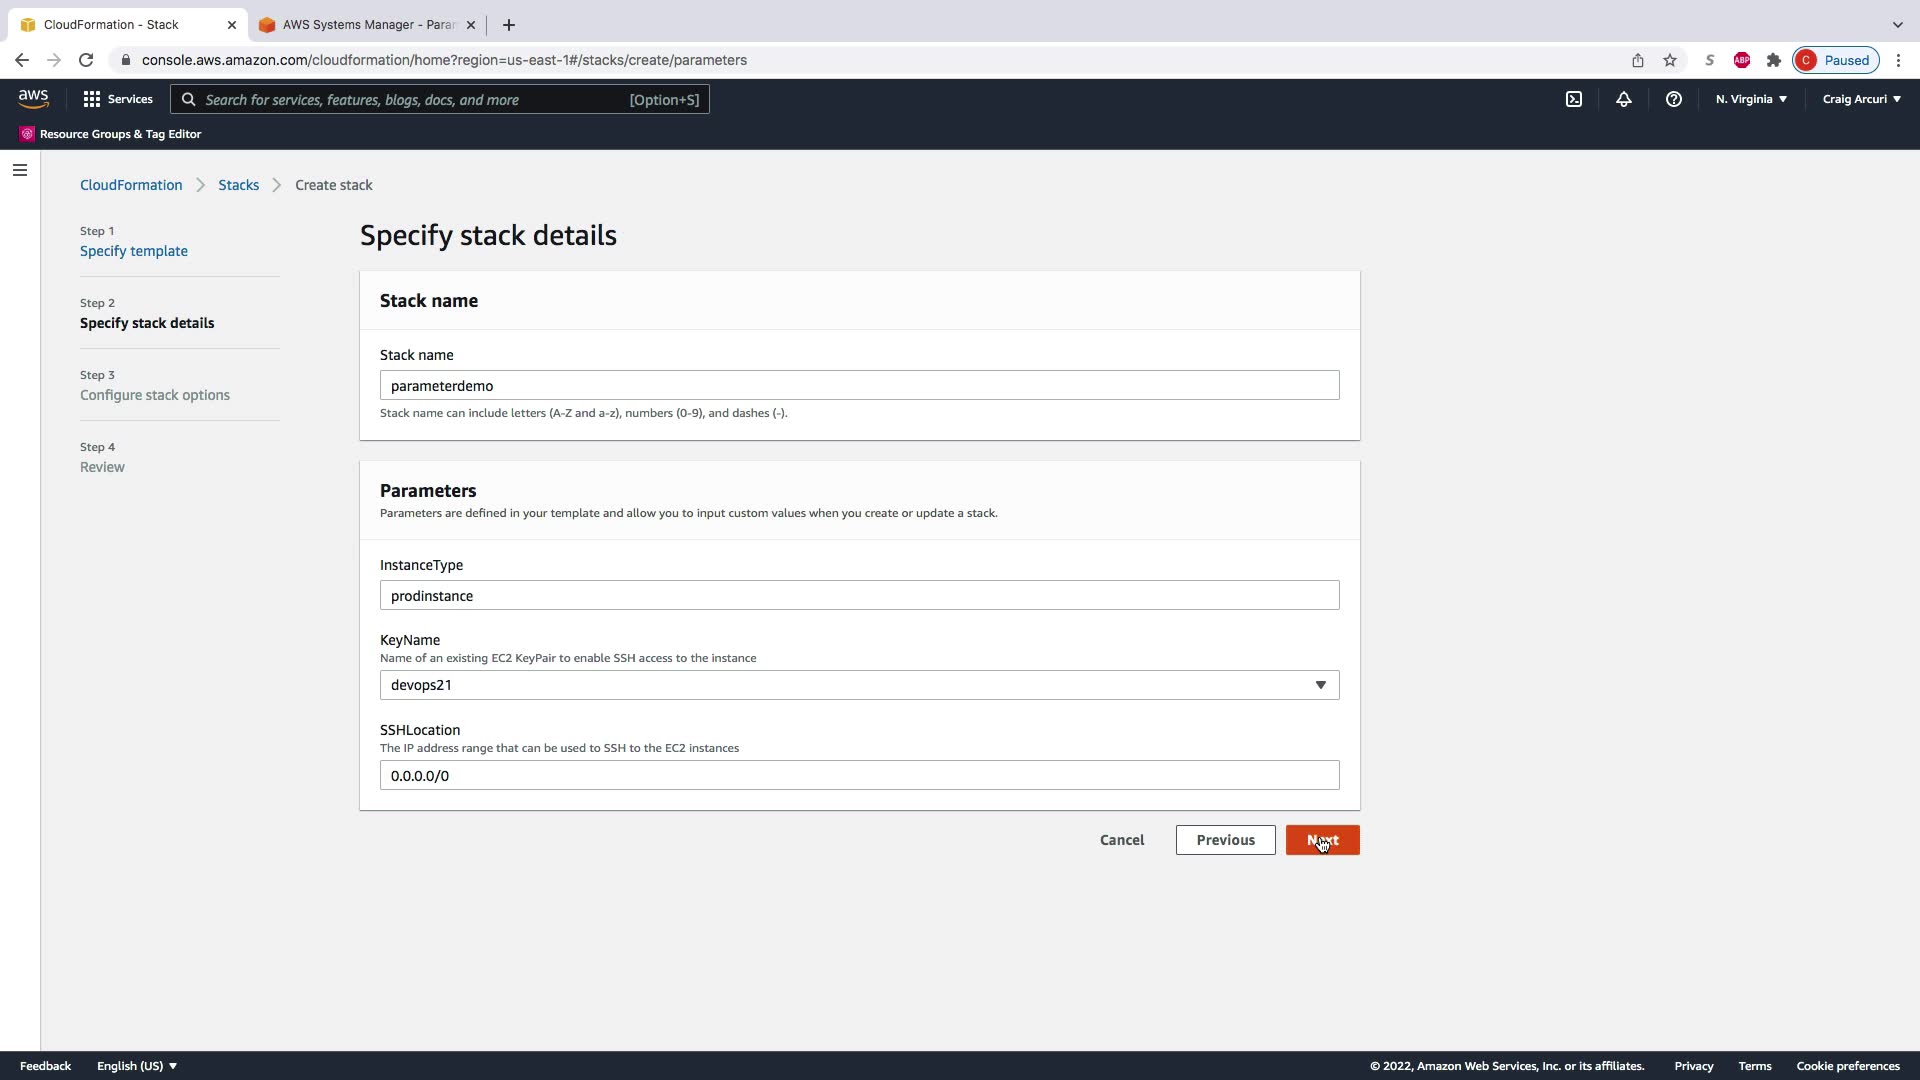 CloudFormation - Stack
AWS Systems Manager - Param
console.aws.amazon.com/cloudformation/home?region=us-east-1#/stacks/create/parameters
S
ABP
C
Paused
aws
Services
Search for services, features, blogs, docs, and more
[Option+S]
N. Virginia
Craig Arcuri
Resource Groups & Tag Editor
CloudFormation
Stacks
Create stack
Step 1
Specify template
Step 2
Specify stack details
Step 3
Configure stack options
Step 4
Review
Specify stack details
Stack name
Stack name
parameterdemo
Stack name can include letters (A-Z and a-z), numbers (0-9), and dashes (-).
Parameters
Parameters are defined in your template and allow you to input custom values when you create or update a stack.
InstanceType
prodinstance
KeyName
Name of an existing EC2 KeyPair to enable SSH access to the instance
devops21
SSHLocation
The IP address range that can be used to SSH to the EC2 instances
0.0.0.0/0
Cancel
Previous
Next
Feedback
English (US)
© 2022, Amazon Web Services, Inc. or its affiliates.
Privacy
Terms
Cookie preferences